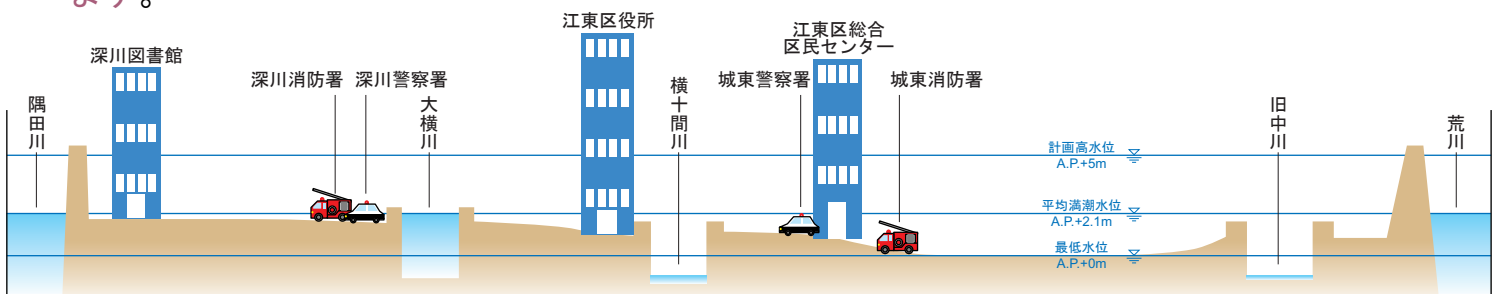 ます。
江東区役所
江東区総合
区民センター
深川図書館
深川消防署
深川警察署
城東警察署
城東消防署
隅田川
大横川
横十間川
旧中川
荒川
計画高水位
A.P.+5m
平均満潮水位
A.P.+2.1m
最低水位
A.P.+0m